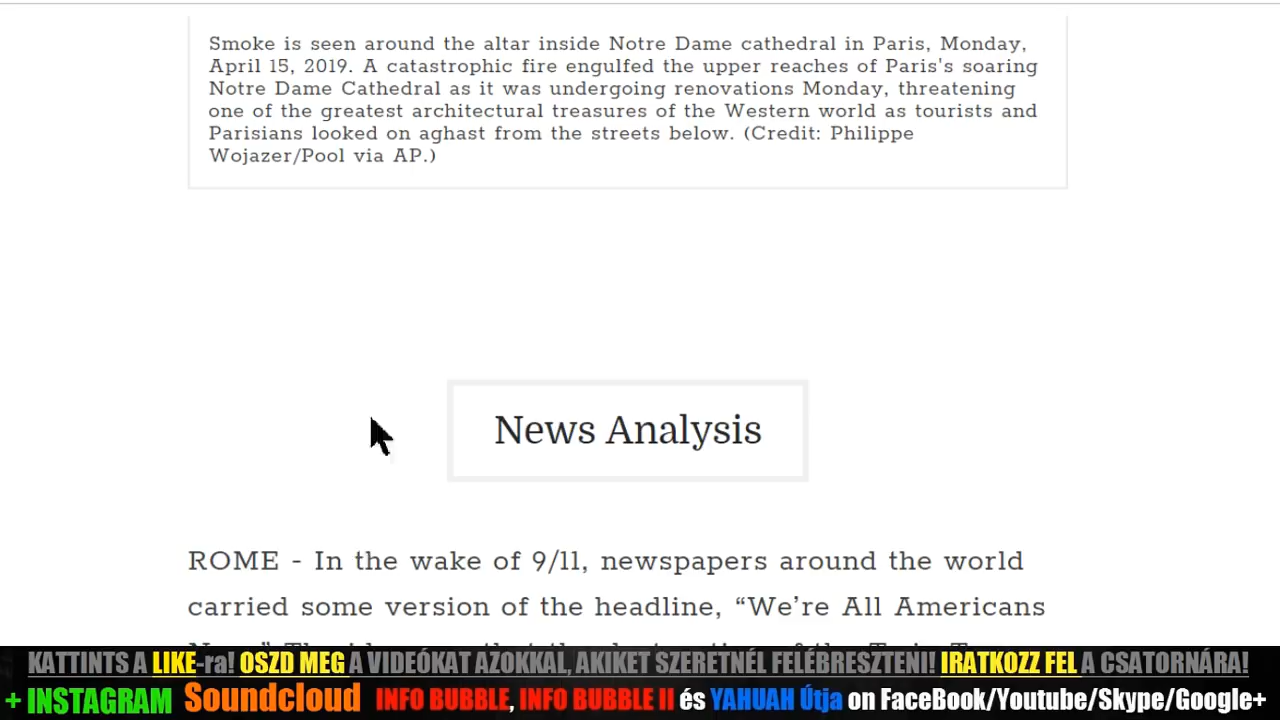 Smoke is seen around the altar inside Notre Dame cathedral in Paris, Monday,
April 15, 2019. A catastrophic fire engulfed the upper reaches of Paris's soaring
Notre Dame Cathedral as it was undergoing renovations Monday, threatening
one of the greatest architectural treasures of the Western world as tourists and
Parisians looked on aghast from the streets below. (Credit: Philippe
Wojazer/Pool via AP.)
News Analysis
ROME - In the wake of 9/11, newspapers around the world
carried some version of the headline, “We’re All Americans
KATTINTS A LIKE-ra! OSZD MEG A VIDEÓKAT AZOKKAL, AKIKET SZERETNÉL FELÉBRESZTENI! IRATKOZZ FEL A CSATORNÁRA!
+ INSTAGRAM Soundcloud INFO BUBBLE, INFO BUBBLE II és YAHUAH Útja on FaceBook/Youtube/Skype/Google+